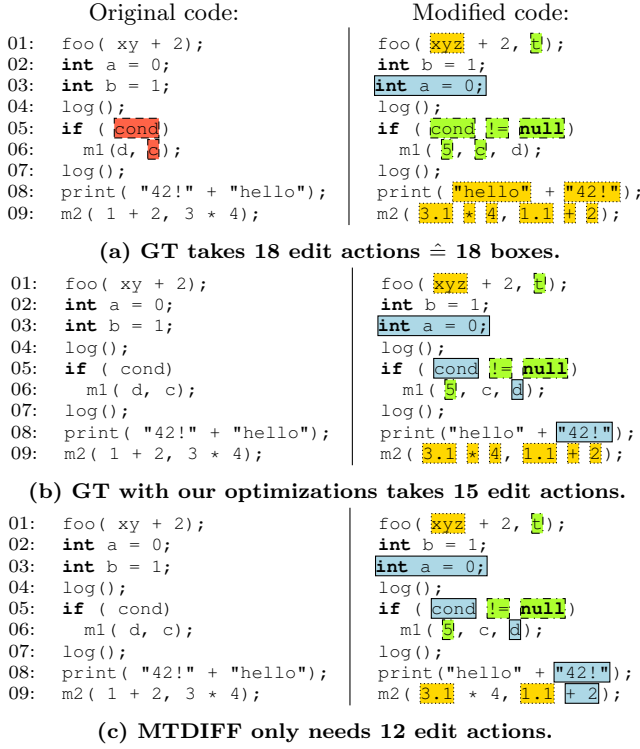 Original code: Modified code:
01: foo( xy + 2); foo( xyz + 2, t);
02: int a = 0; int b = 1;
03: int b = 1; int a = 0;
04: log(); log();
05: if ( cond) if ( cond != null)
06: m1(d, c); m1( 5, c, d);
07: log(); log();
08: print( "42!" + "hello"); print( "hello" + "42!");
09: m2( 1 + 2, 3 * 4); m2( 3.1 * 4, 1.1 + 2);
(a) GT takes 18 edit actions ≙ 18 boxes.
01: foo( xy + 2); foo( xyz + 2, t);
02: int a = 0; int b = 1;
03: int b = 1; int a = 0;
04: log(); log();
05: if ( cond) if ( cond != null)
06: m1( d, c); m1( 5, c, d);
07: log(); log();
08: print( "42!" + "hello"); print("hello" + "42!");
09: m2( 1 + 2, 3 * 4); m2( 3.1 * 4, 1.1 + 2);
(b) GT with our optimizations takes 15 edit actions.
01: foo( xy + 2); foo( xyz + 2, t);
02: int a = 0; int b = 1;
03: int b = 1; int a = 0;
04: log(); log();
05: if ( cond) if ( cond != null)
06: m1( d, c); m1( 5, c, d);
07: log(); log();
08: print( "42!" + "hello"); print("hello" + "42!");
09: m2( 1 + 2, 3 * 4); m2( 3.1 * 4, 1.1 + 2);
(c) MTDIFF only needs 12 edit actions.